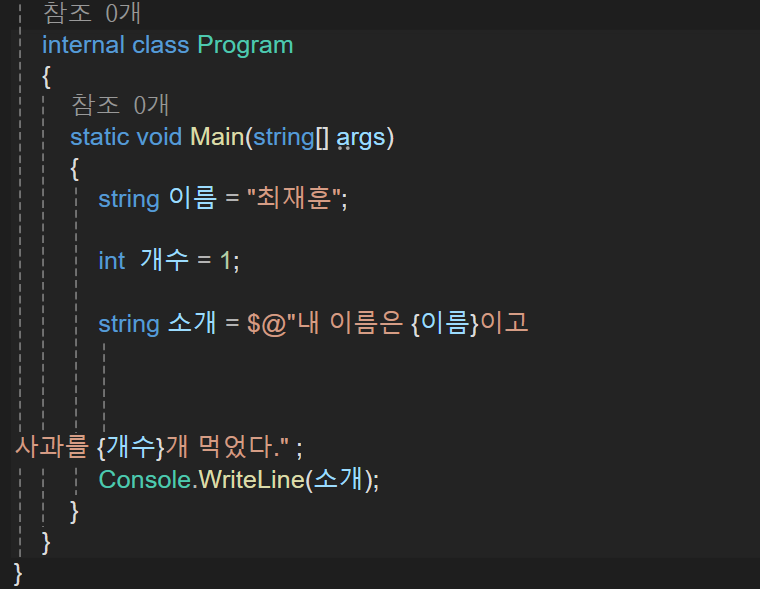 참조 0개
internal class Program
{
참조 0개
static void Main(string[] args)
{
string 이름 = "최재훈";
int  개수 = 1;
string 소개 = $@"내 이름은 {이름}이고
사과를 {개수}개 먹었다." ;
Console.WriteLine(소개);
}
}
}